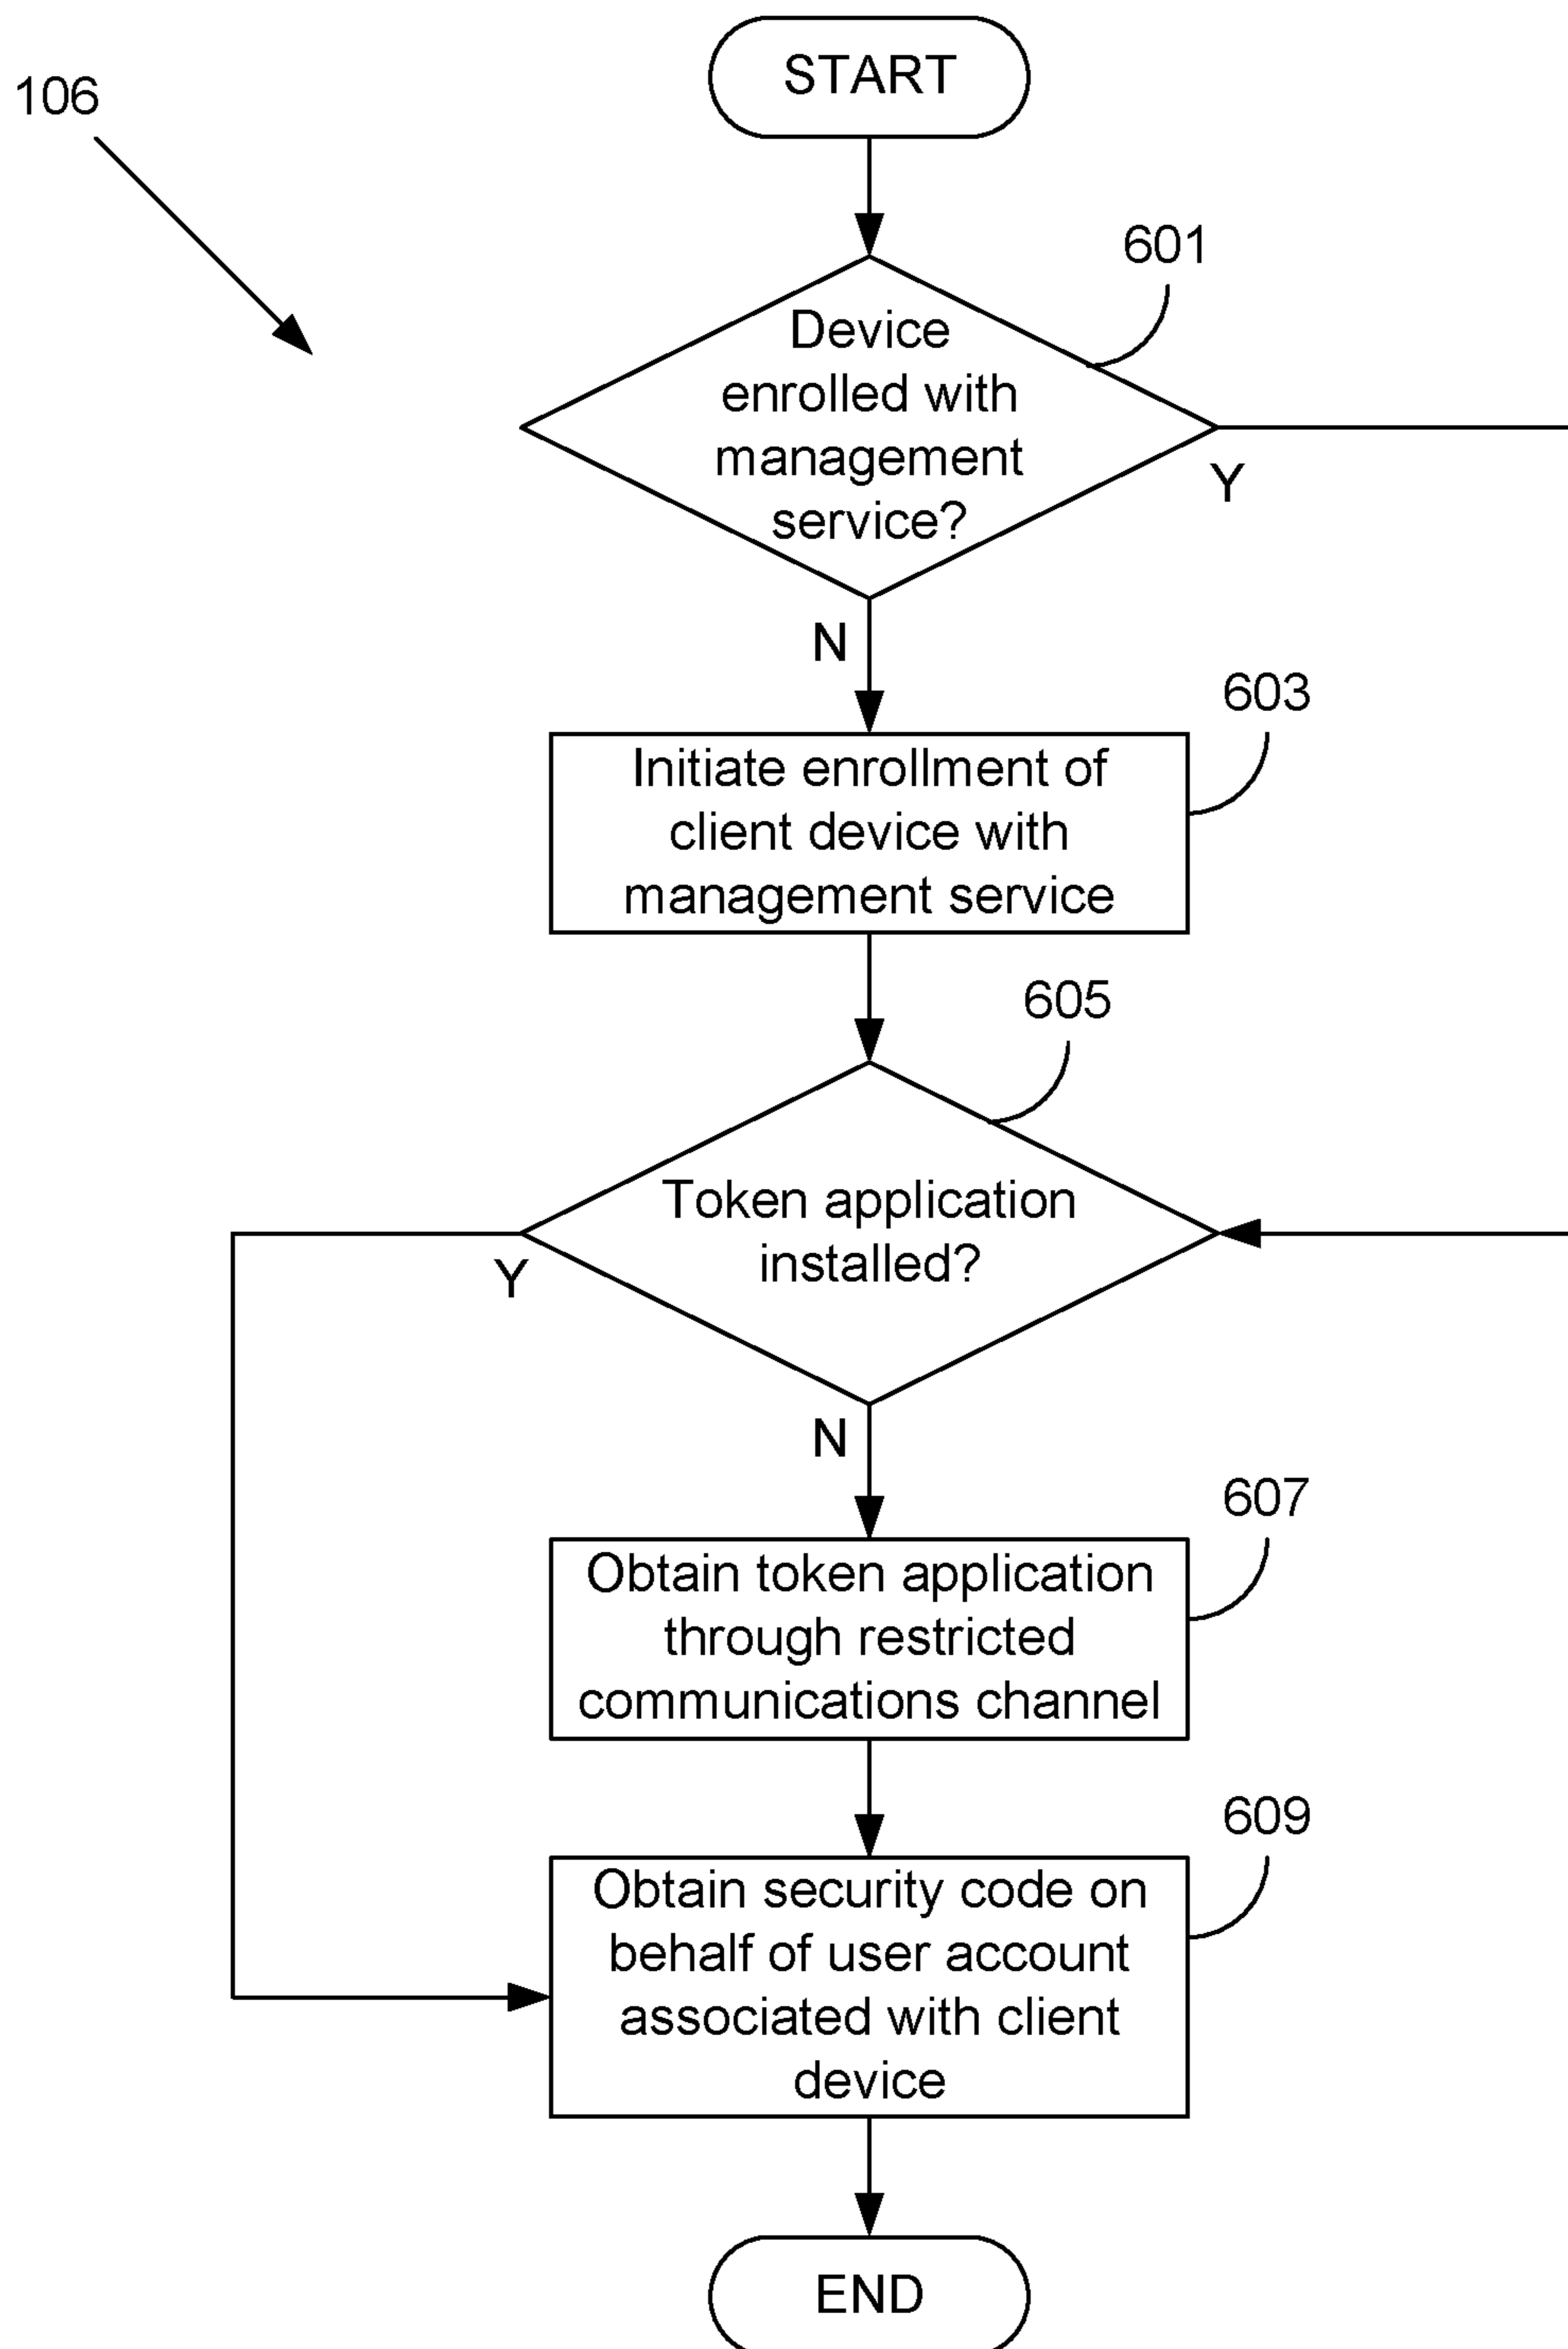 START
106
601
Device
enrolled with
management
service?
Y
N
603
Initiate enrollment of
client device with
management service
605
Token application
installed?
Y
N
607
Obtain token application
through restricted
communications channel
609
Obtain security code on
behalf of user account
associated with client
device
END